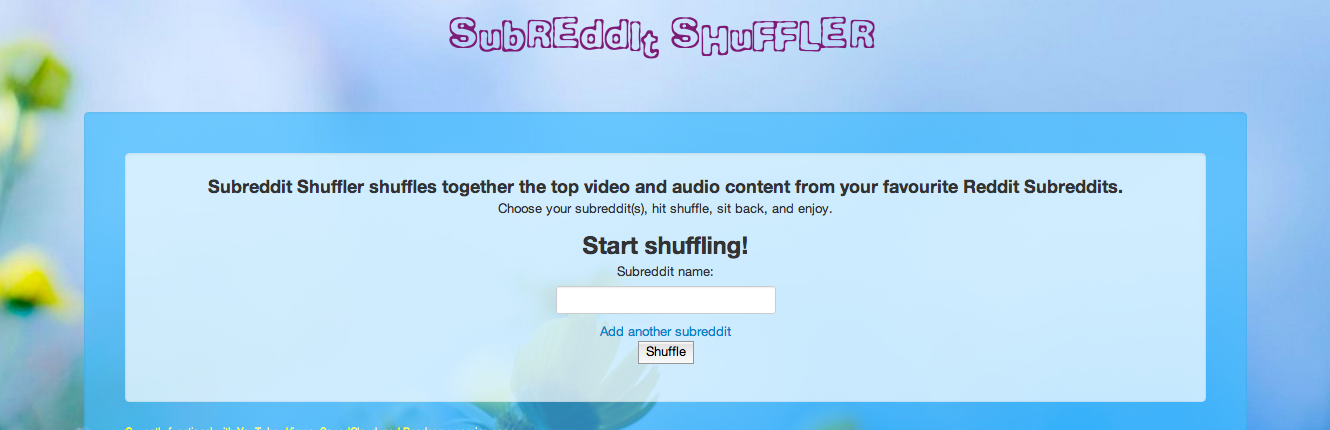 SubREddIt SHuFFLER
Subreddit Shuffler shuffles together the top video and audio content from your favourite Reddit Subreddits.
Choose your subreddit(s), hit shuffle, sit back, and enjoy.
Start shuffling!
Subreddit name:
Add another subreddit
Shuffle